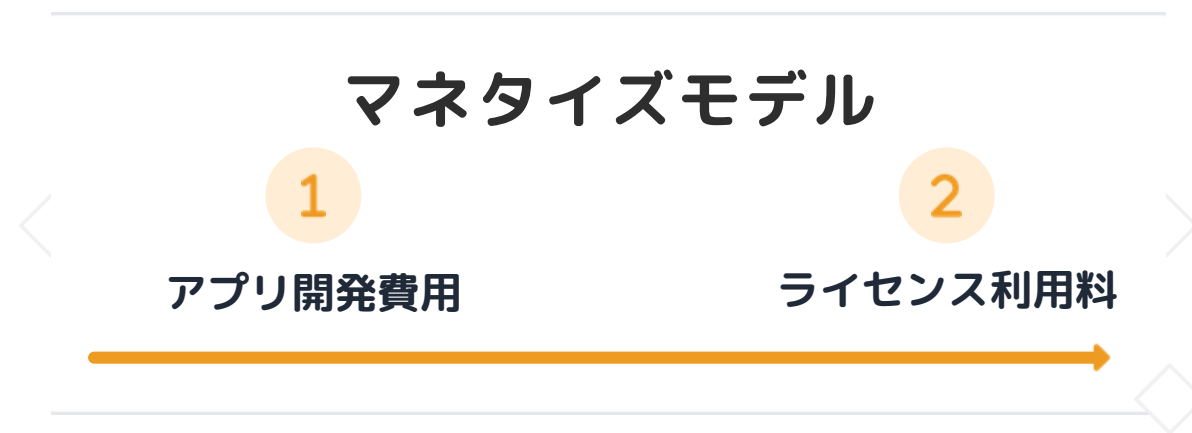 マネタイズモデル
1
2
アプリ開発費用
ライセンス利用料